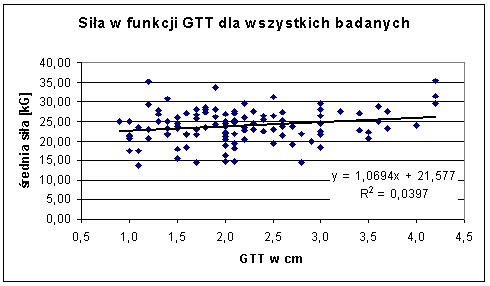 Siła w funkcji GTT dla wszystkich badanych
średnia siła [kG]
40,00
35,00
30,00
25,00
20,00
15,00
10,00
5,00
0,00
y = 1,0694x + 21,577
R² = 0,0397
0,5 1,0 1,5 2,0 2,5 3,0 3,5 4,0 4,5
GTT w cm